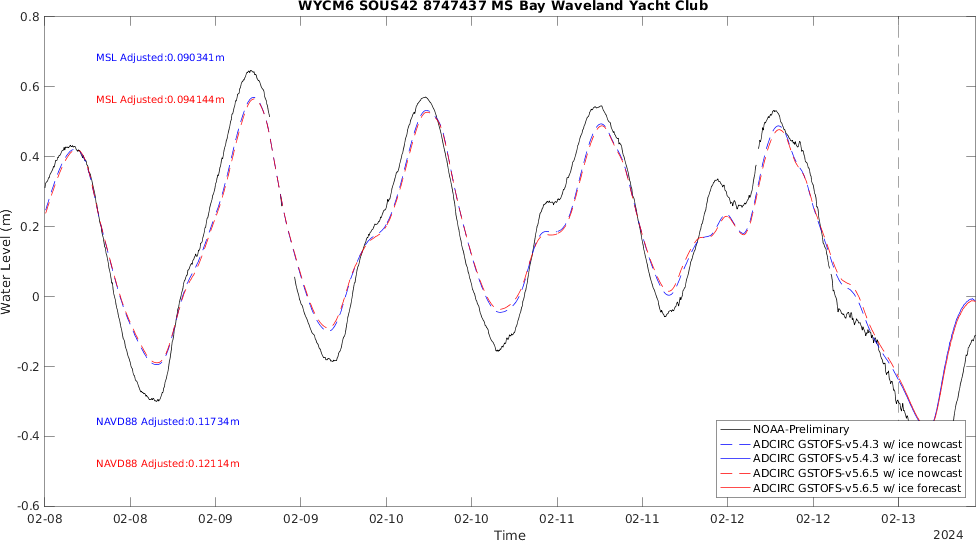 WYCM6 SOUS42 8747437 MS Bay Waveland Yacht Club
0.8
0.6
0.4
0.2
0
-0.2
-0.4
-0.6
Water Level (m)
MSL Adjusted:0.090341m
MSL Adjusted:0.094144m
NAVD88 Adjusted:0.11734m
NAVD88 Adjusted:0.12114m
NOAA-Preliminary
ADCIRC GSTOFS-v5.4.3 w/ ice nowcast
ADCIRC GSTOFS-v5.4.3 w/ ice forecast
ADCIRC GSTOFS-v5.6.5 w/ ice nowcast
ADCIRC GSTOFS-v5.6.5 w/ ice forecast
02-08 02-08 02-09 02-09 02-10 02-10 02-11 02-11 02-12 02-12 02-13
Time
2024